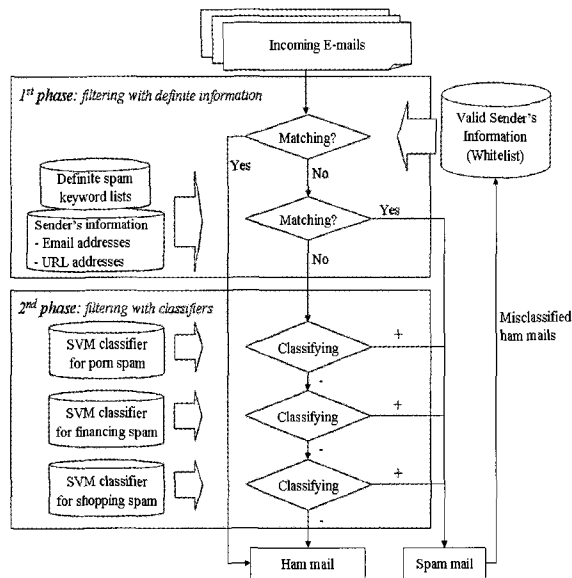 Incoming E-mails
1st phase: filtering with definite information
Matching?
Valid Sender's
Information
(Whitelist)
Yes
No
Definite spam
keyword lists
Sender's information
- Email addresses
- URL addresses
Matching?
Yes
No
2nd phase: filtering with classifiers
Misclassified
ham mails
SVM classifier
for porn spam
Classifying
+
-
SVM classifier
for financing spam
Classifying
+
-
SVM classifier
for shopping spam
Classifying
+
-
Ham mail
Spam mail